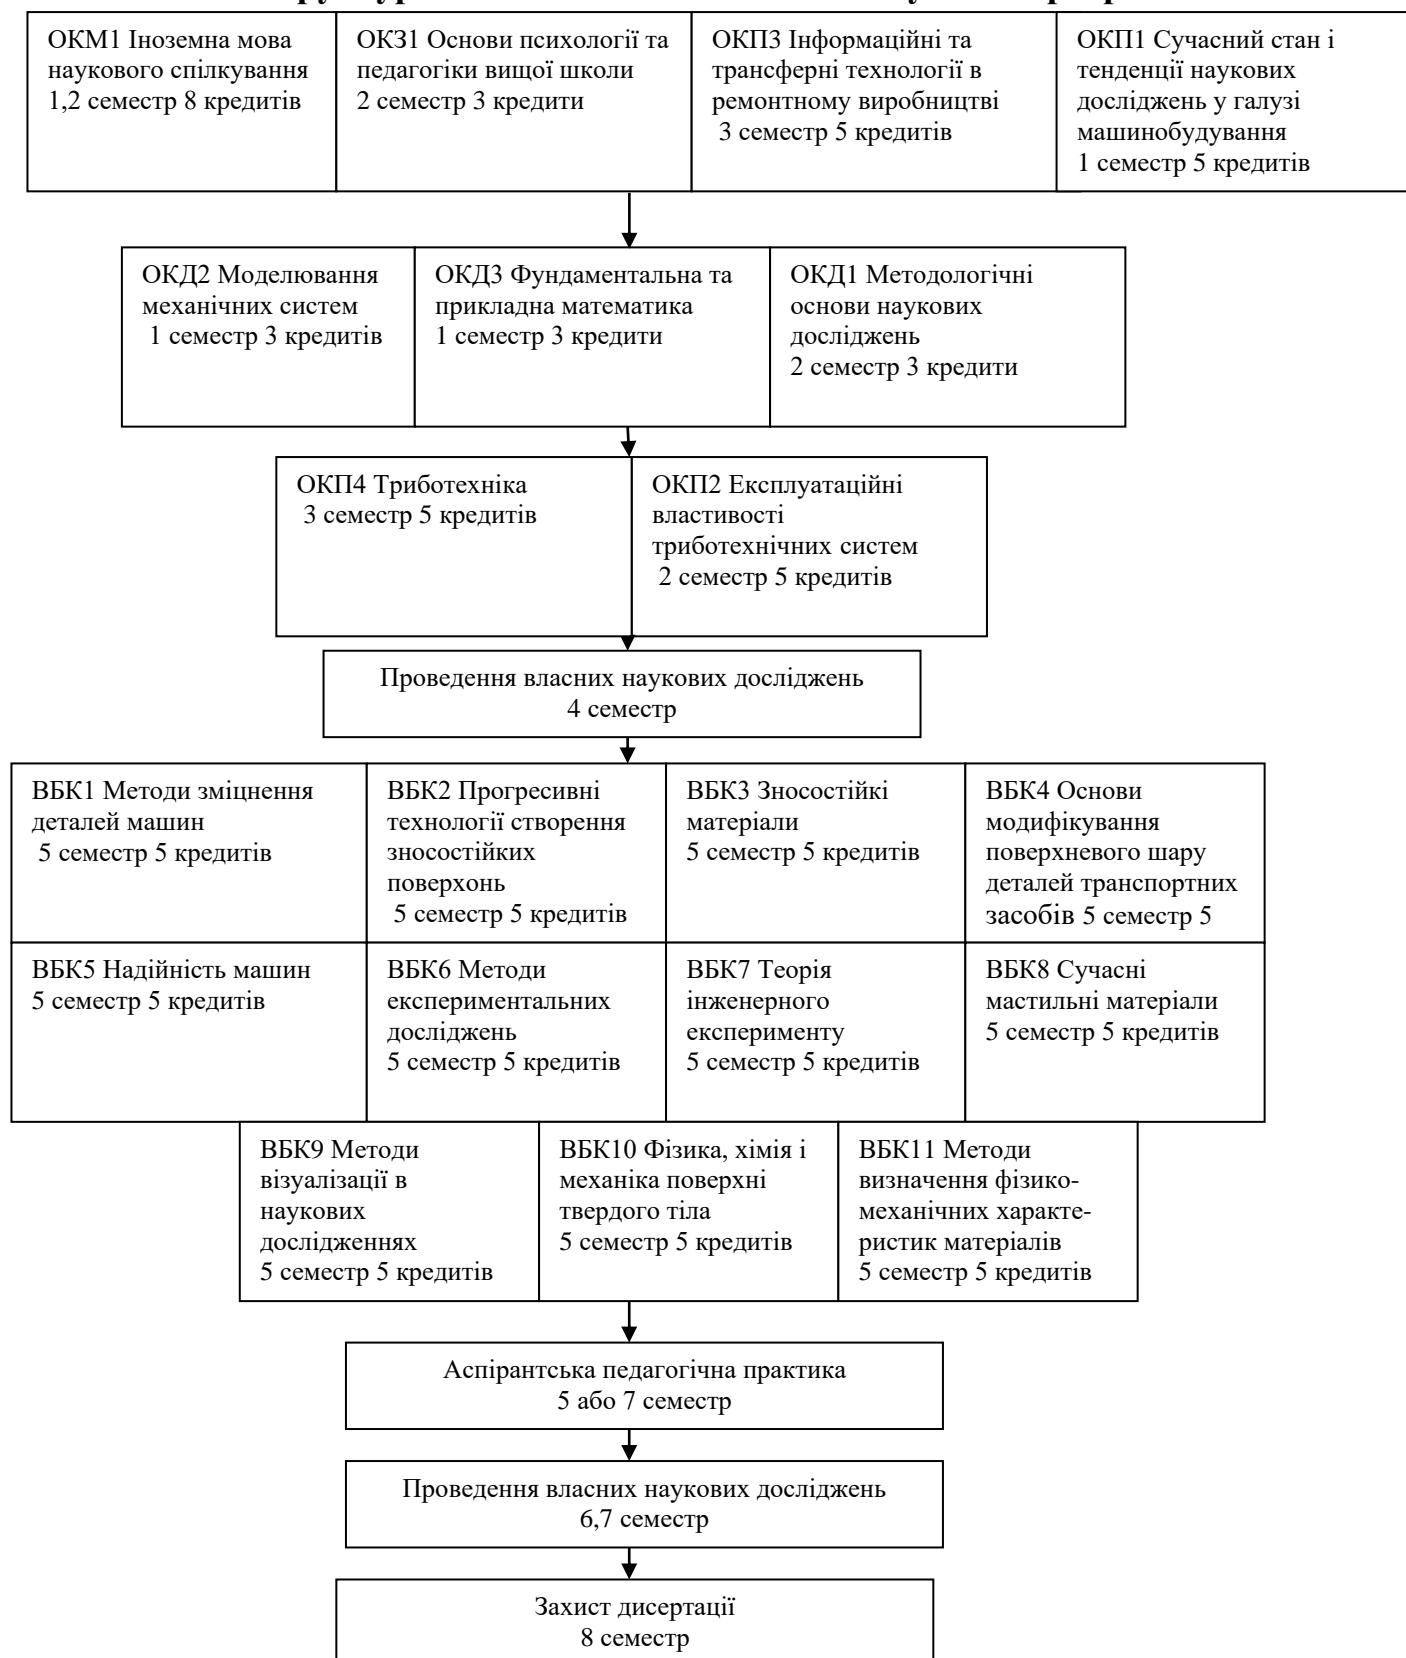 ОКМ1 Іноземна мова
наукового спілкування
1,2 семестр 8 кредитів
ОКЗ1 Основи психології та
педагогіки вищої школи
2 семестр 3 кредити
ОКП3 Інформаційні та
трансферні технології в
ремонтному виробництві
3 семестр 5 кредитів
ОКП1 Сучасний стан і
тенденції наукових
досліджень у галузі
машинобудування
1 семестр 5 кредитів
ОКД2 Моделювання
механічних систем
1 семестр 3 кредитів
ОКД3 Фундаментальна та
прикладна математика
1 семестр 3 кредити
ОКД1 Методологічні
основи наукових
досліджень
2 семестр 3 кредити
ОКП4 Триботехніка
3 семестр 5 кредитів
ОКП2 Експлуатаційні
властивості
триботехнічних систем
2 семестр 5 кредитів
Проведення власних наукових досліджень
4 семестр
ВБК1 Методи зміцнення
деталей машин
5 семестр 5 кредитів
ВБК2 Прогресивні
технології створення
зносостійких
поверхонь
5 семестр 5 кредитів
ВБК3 Зносостійкі
матеріали
5 семестр 5 кредитів
ВБК4 Основи
модифікування
поверхневого шару
деталей транспортних
засобів 5 семестр 5
ВБК5 Надійність машин
5 семестр 5 кредитів
ВБК6 Методи
експериментальних
досліджень
5 семестр 5 кредитів
ВБК7 Теорія
інженерного
експерименту
5 семестр 5 кредитів
ВБК8 Сучасні
мастильні матеріали
5 семестр 5 кредитів
ВБК9 Методи
візуалізації в
наукових
дослідженнях
5 семестр 5 кредитів
ВБК10 Фізика, хімія і
механіка поверхні
твердого тіла
5 семестр 5 кредитів
ВБК11 Методи
визначення фізико-
механічних характе-
ристик матеріалів
5 семестр 5 кредитів
Аспірантська педагогічна практика
5 або 7 семестр
Проведення власних наукових досліджень
6,7 семестр
Захист дисертації
8 семестр